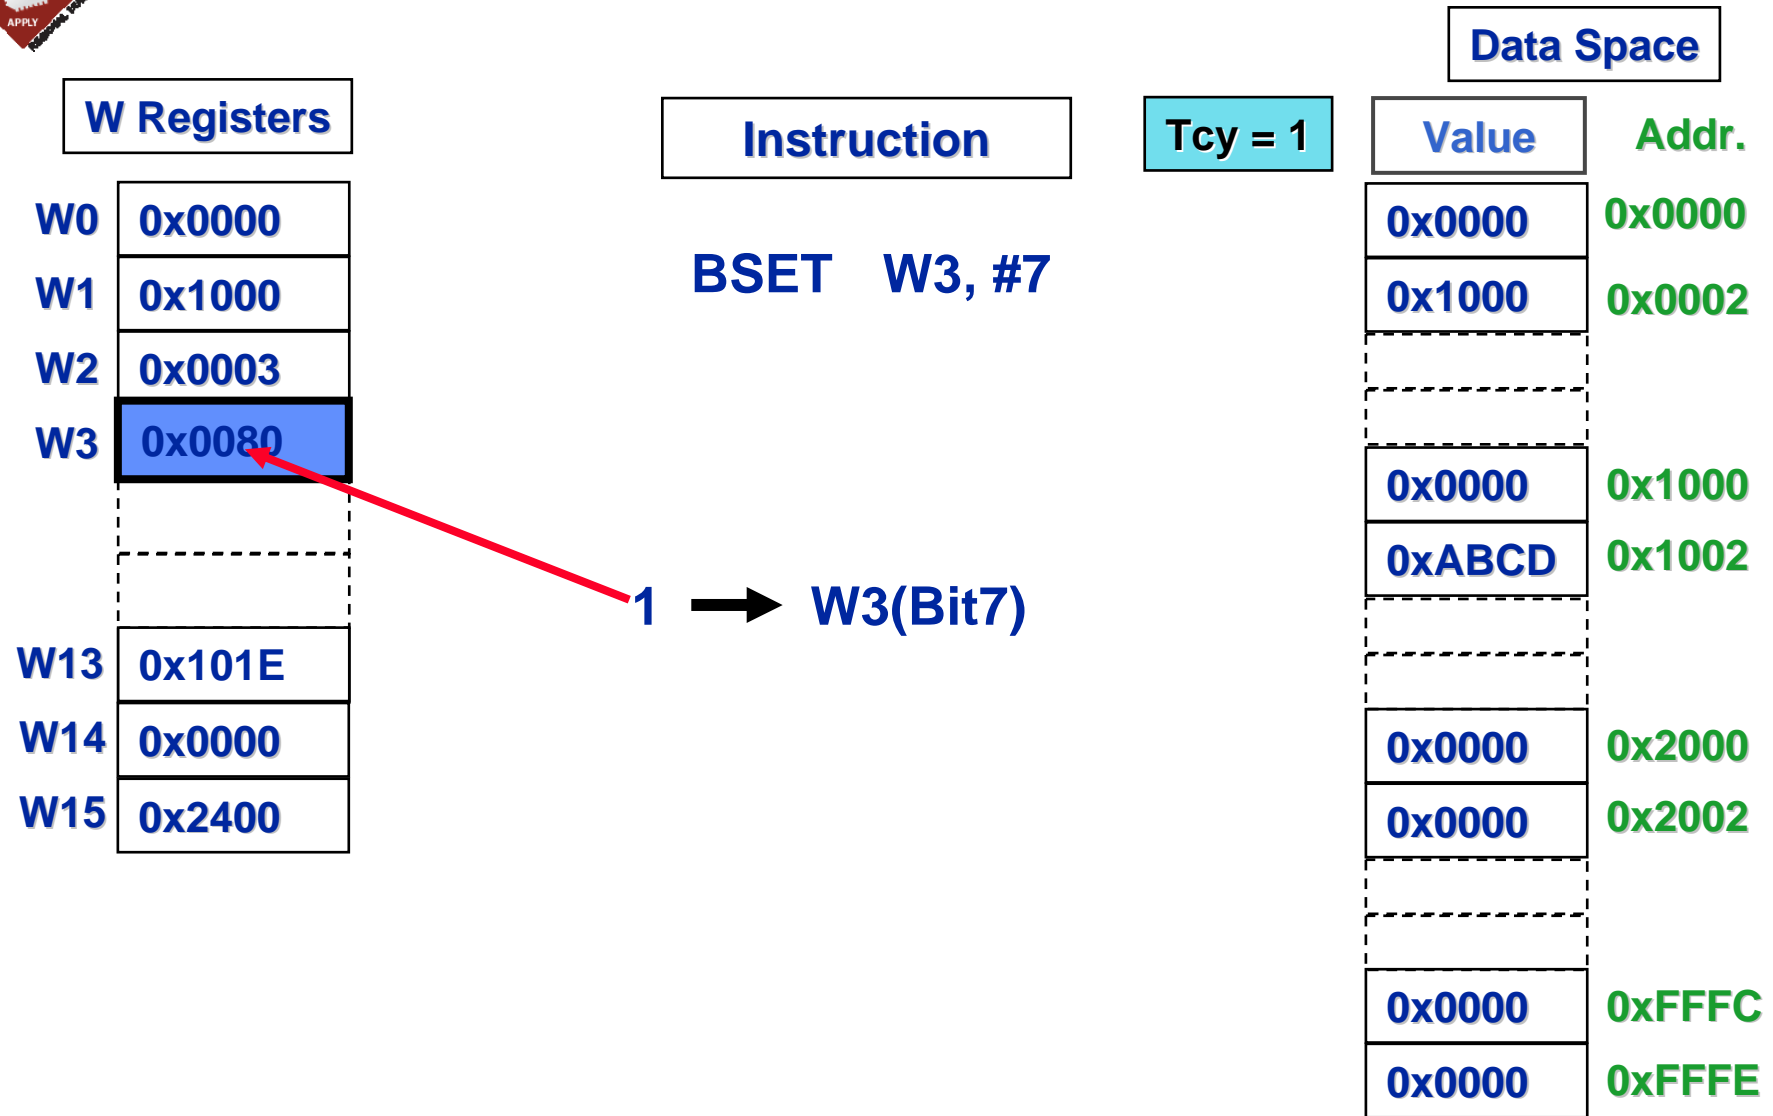 APPLY
Data Space
W Registers
Instruction
Tcy = 1
Value
Addr.
W0 0x0000
W1 0x1000
W2 0x0003
W3 0x0080
W13 0x101E
W14 0x0000
W15 0x2400
BSET W3, #7
1 W3(Bit7)
0x0000 0x0000
0x1000 0x0002
0x0000 0x1000
0xABCD 0x1002
0x0000 0x2000
0x0000 0x2002
0x0000 0xFFFC
0x0000 0xFFFE